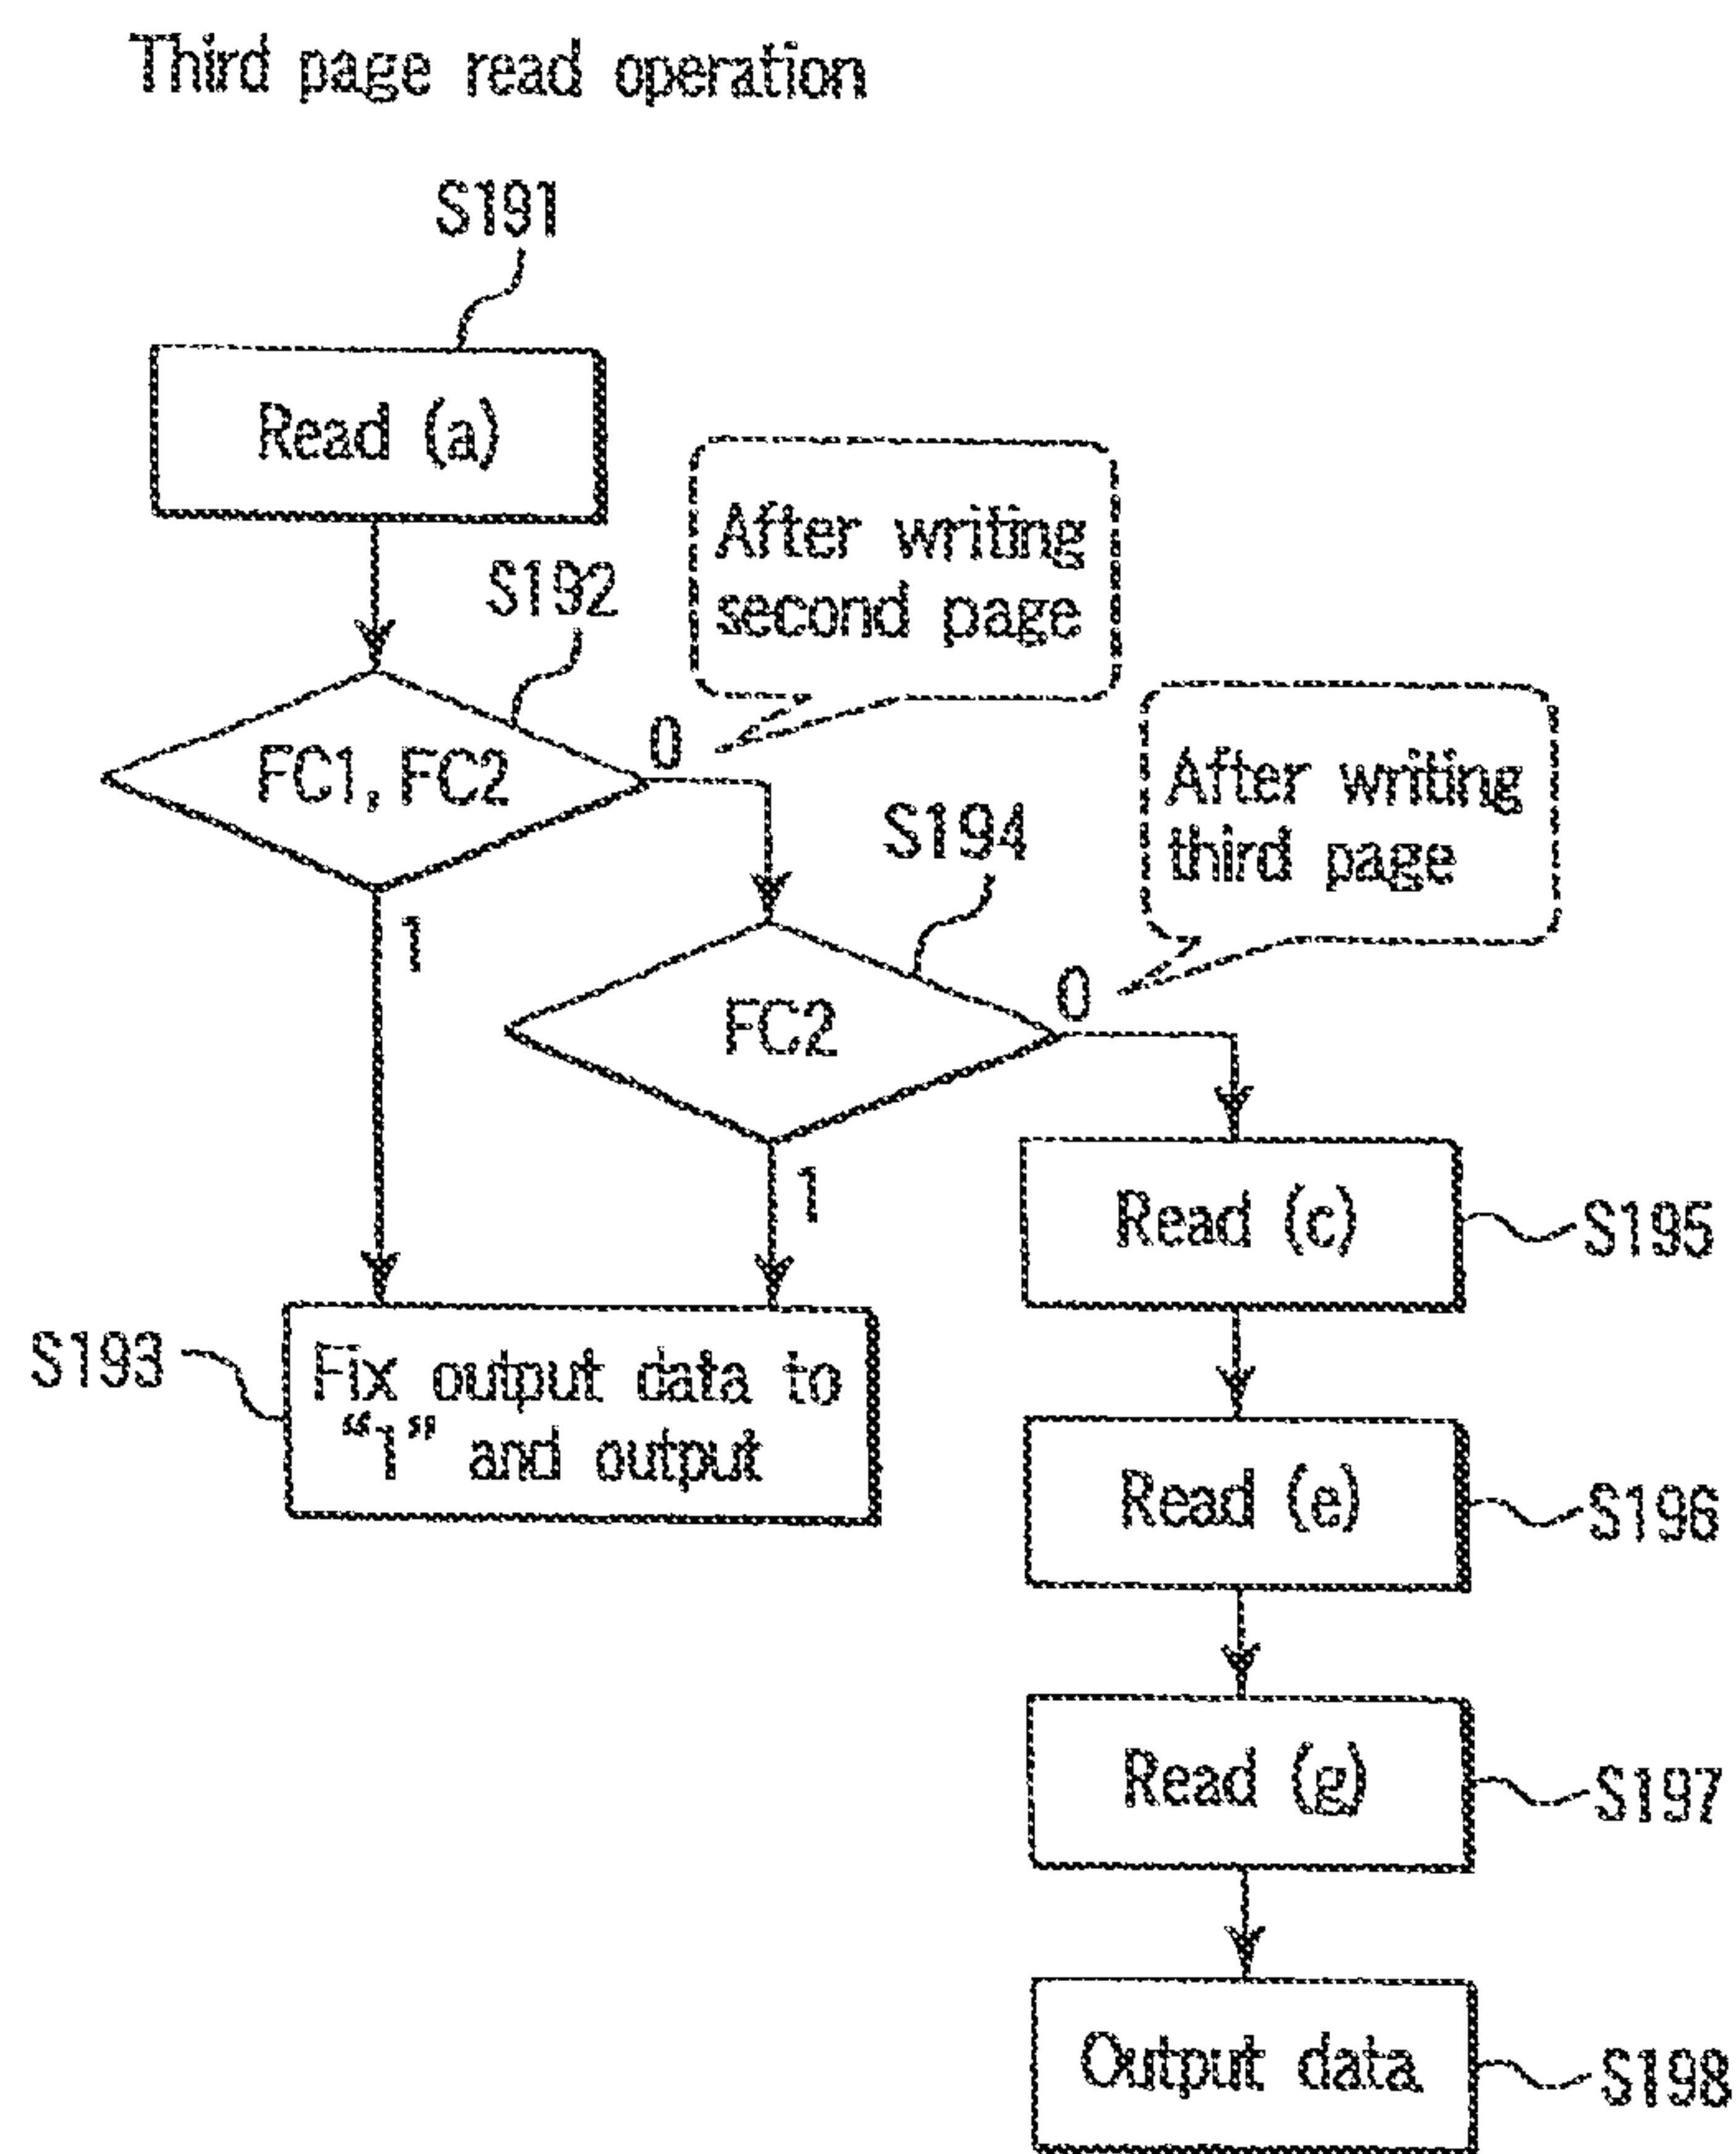 Third page read operation
S191
Read (a)
After writing
second page
S192
0
FC1, FC2
1
After writing
third page
S194
0
FC2
1
Read (c)
S195
S193
Fix output data to
“1” and output
Read (e)
S196
Read (g)
S197
Output data
S198